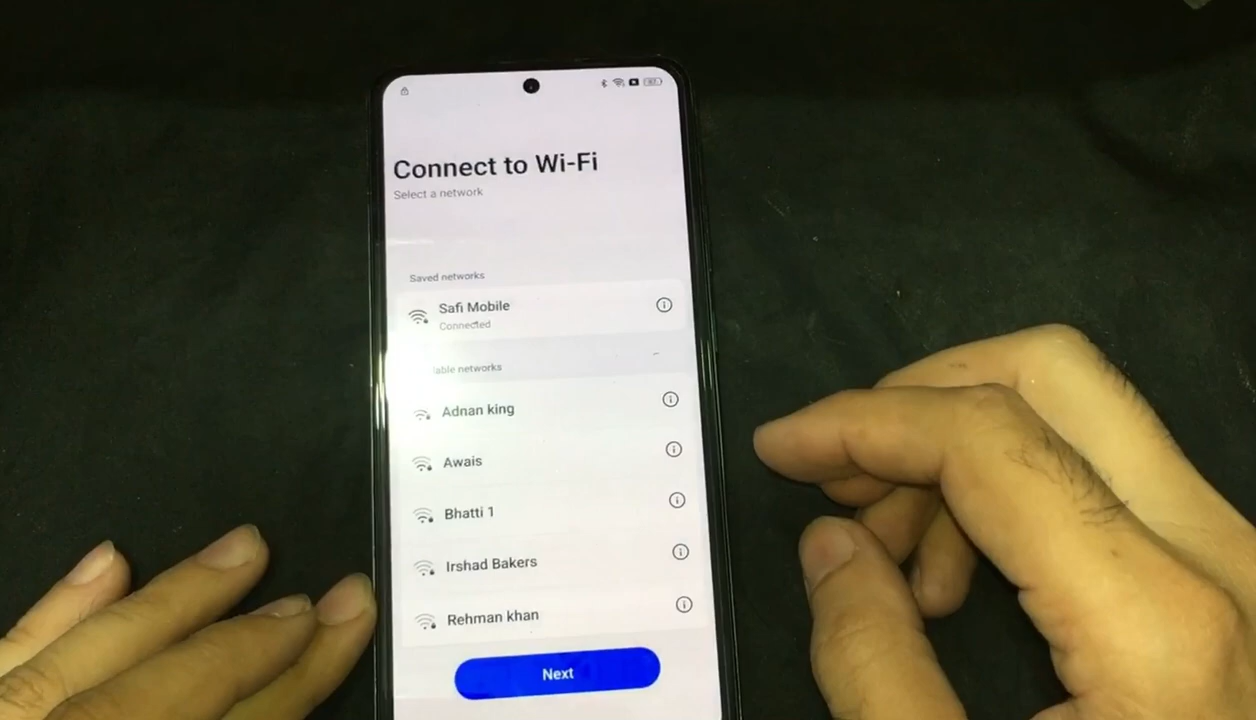 Connect to Wi-Fi
Select a network
Saved networks
Safi Mobile
Connected
lable networks
Adnan king
Awais
Bhatti 1
Irshad Bakers
Rehman khan
Next